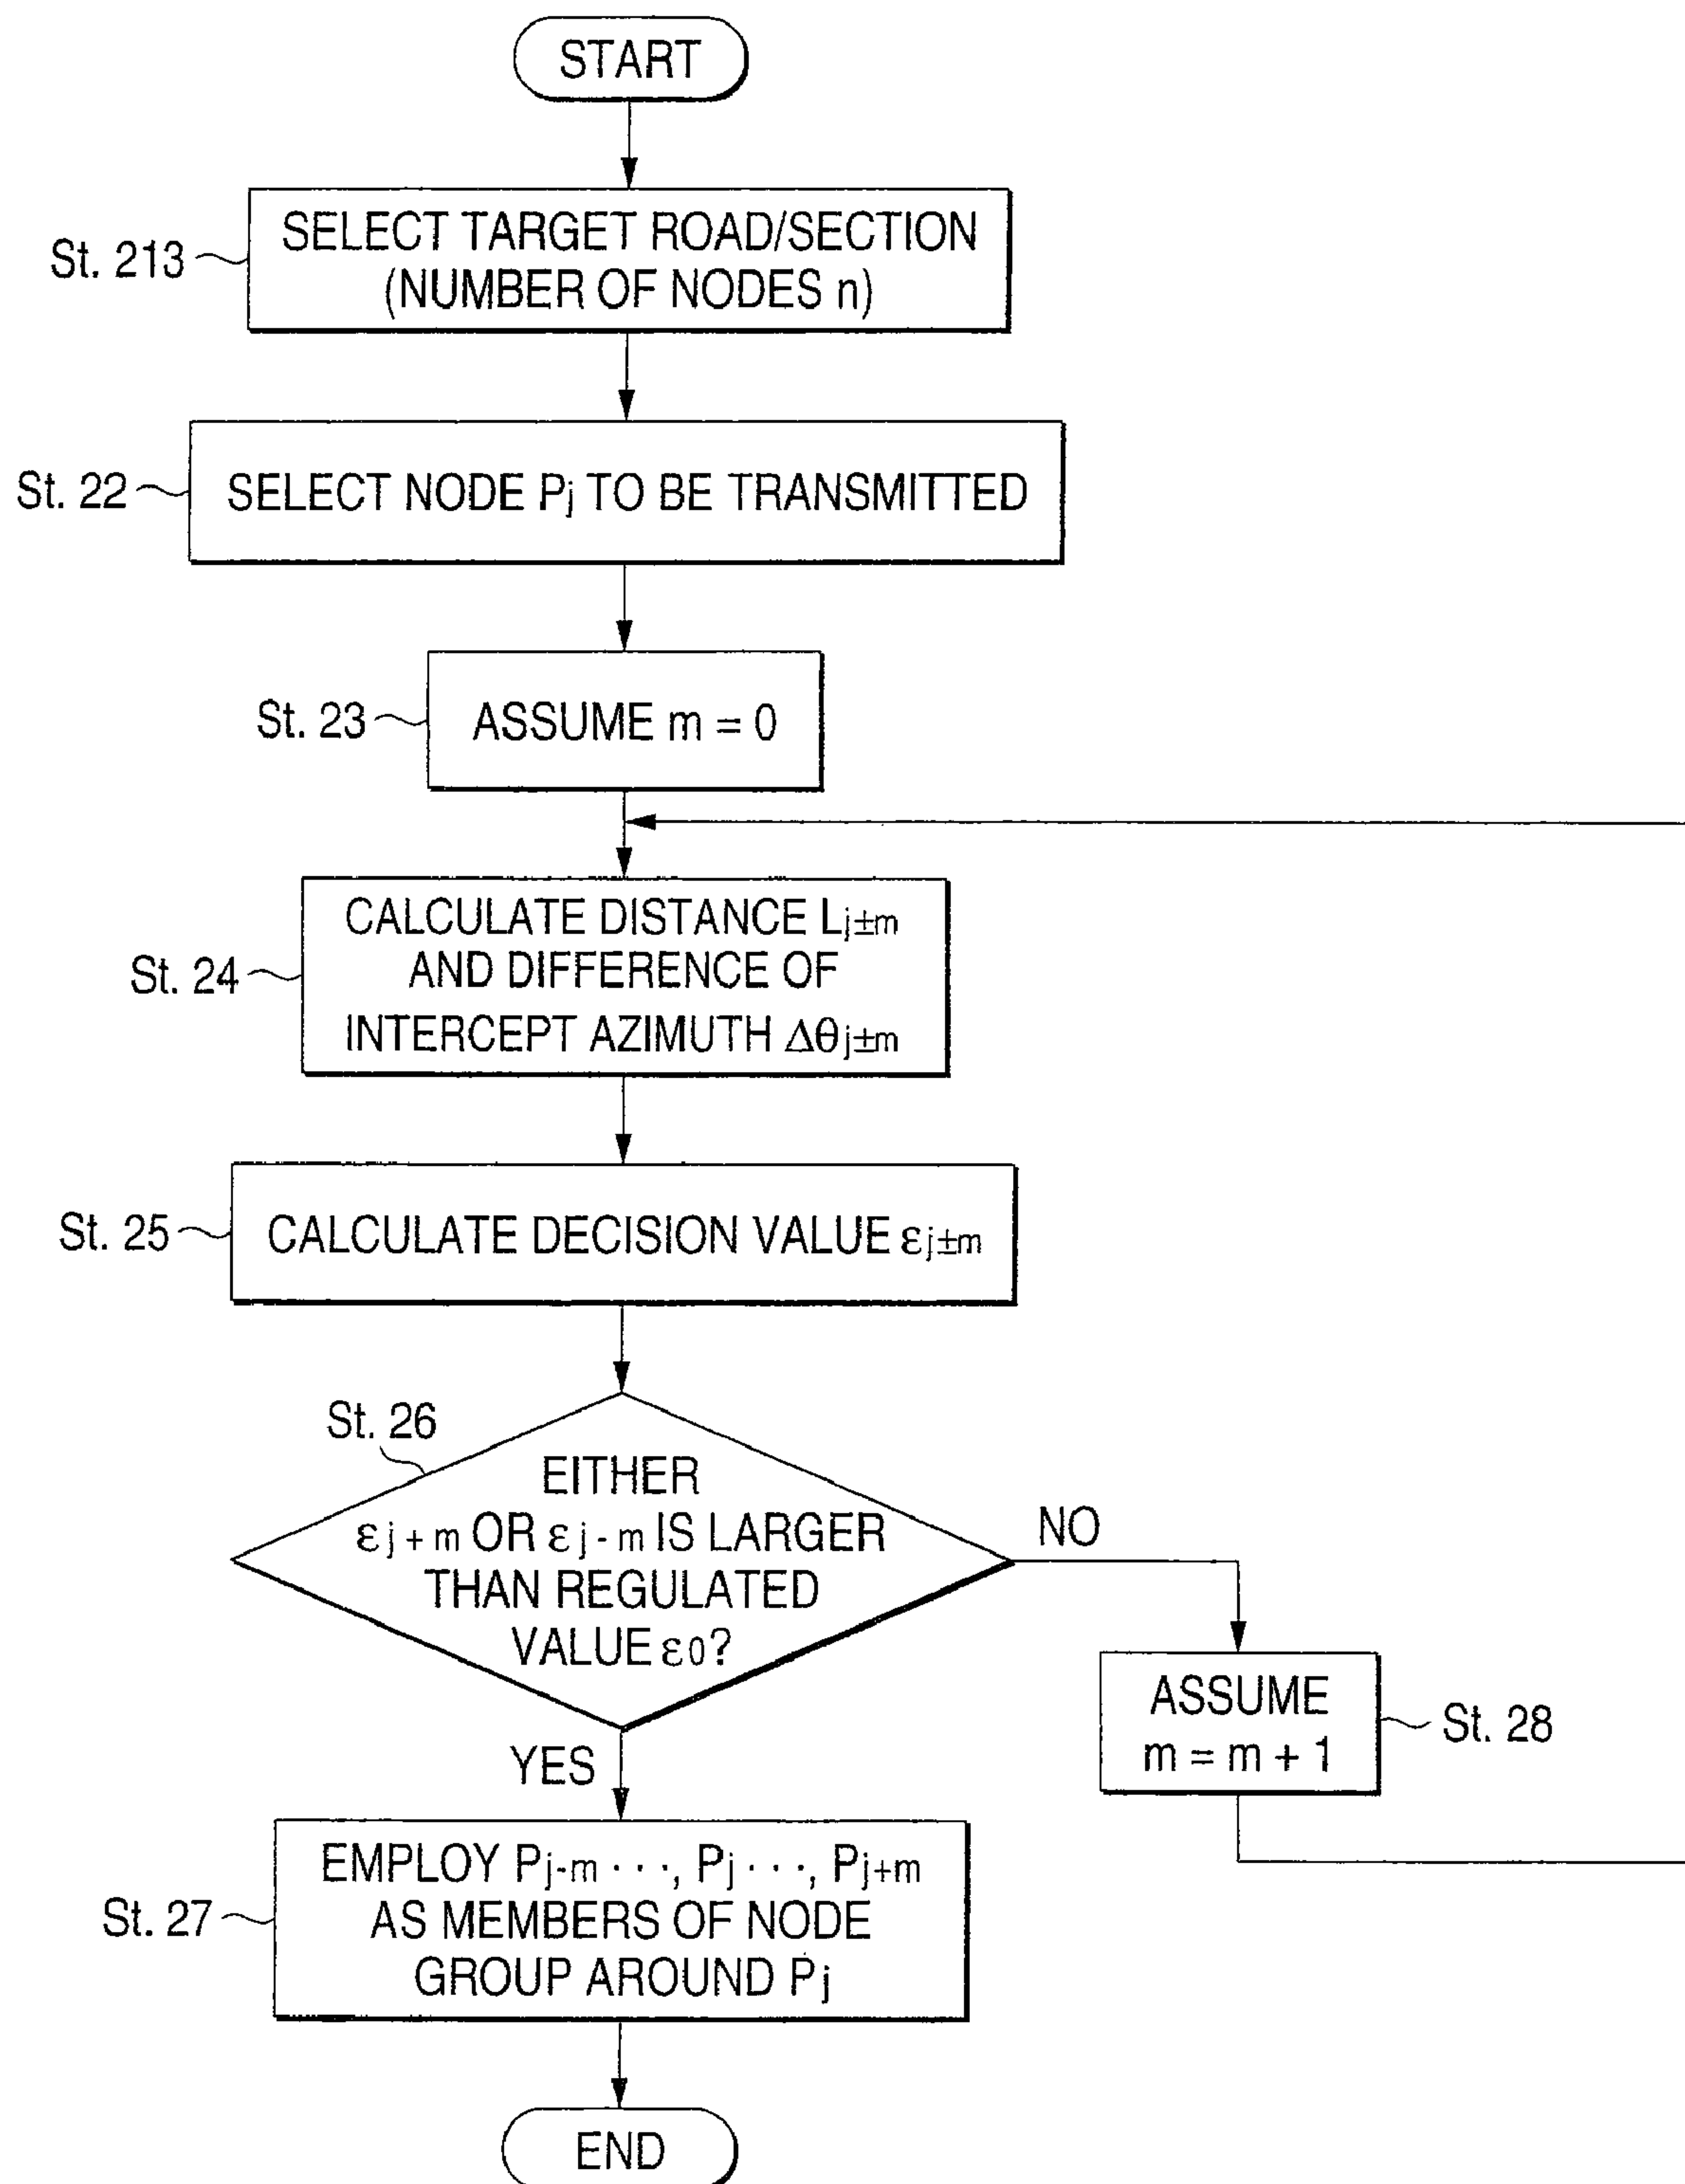 START
St. 213
SELECT TARGET ROAD/SECTION
(NUMBER OF NODES n)
St. 22
SELECT NODE Pj TO BE TRANSMITTED
St. 23
ASSUME m = 0
St. 24
CALCULATE DISTANCE Lj±m
AND DIFFERENCE OF
INTERCEPT AZIMUTH Δθj±m
St. 25
CALCULATE DECISION VALUE εj±m
St. 26
EITHER
εj+m OR εj-m IS LARGER
THAN REGULATED
VALUE ε0?
NO
YES
ASSUME
m = m + 1
St. 28
St. 27
EMPLOY Pj-m ···, Pj ···, Pj+m
AS MEMBERS OF NODE
GROUP AROUND Pj
END